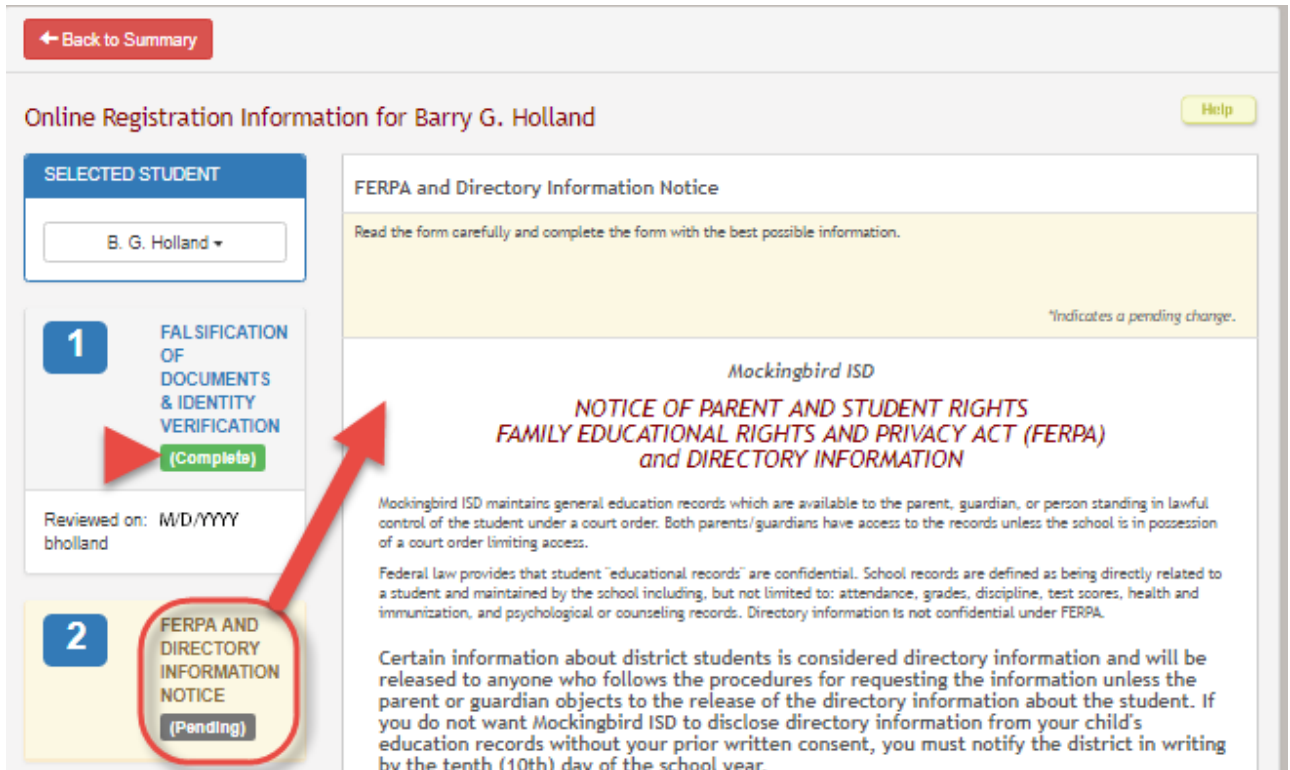 Back to Summary
Online Registration Information for Barry G. Holland
Help
SELECTED STUDENT
B. G. Holland
1
FALSIFICATION
OF
DOCUMENTS
& IDENTITY
VERIFICATION
(Complete)
Reviewed on: M/D/YYYY
bholland
2
FERPA AND
DIRECTORY
INFORMATION
NOTICE
(Pending)
FERPA and Directory Information Notice
Read the form carefully and complete the form with the best possible information.
*Indicates a pending change.
Mockingbird ISD
NOTICE OF PARENT AND STUDENT RIGHTS
FAMILY EDUCATIONAL RIGHTS AND PRIVACY ACT (FERPA)
and DIRECTORY INFORMATION
Mockingbird ISD maintains general education records which are available to the parent, guardian, or person standing in lawful
control of the student under a court order. Both parents/guardians have access to the records unless the school is in possession
of a court order limiting access.
Federal law provides that student "educational records" are confidential. School records are defined as being directly related to
a student and maintained by the school including, but not limited to: attendance, grades, discipline, test scores, health and
immunization, and psychological or counseling records. Directory information is not confidential under FERPA.
Certain information about district students is considered directory information and will be
released to anyone who follows the procedures for requesting the information unless the
parent or guardian objects to the release of the directory information about the student. If
you do not want Mockingbird ISD to disclose directory information from your child's
education records without your prior written consent, you must notify the district in writing
by the tenth (10th) day of the school year.